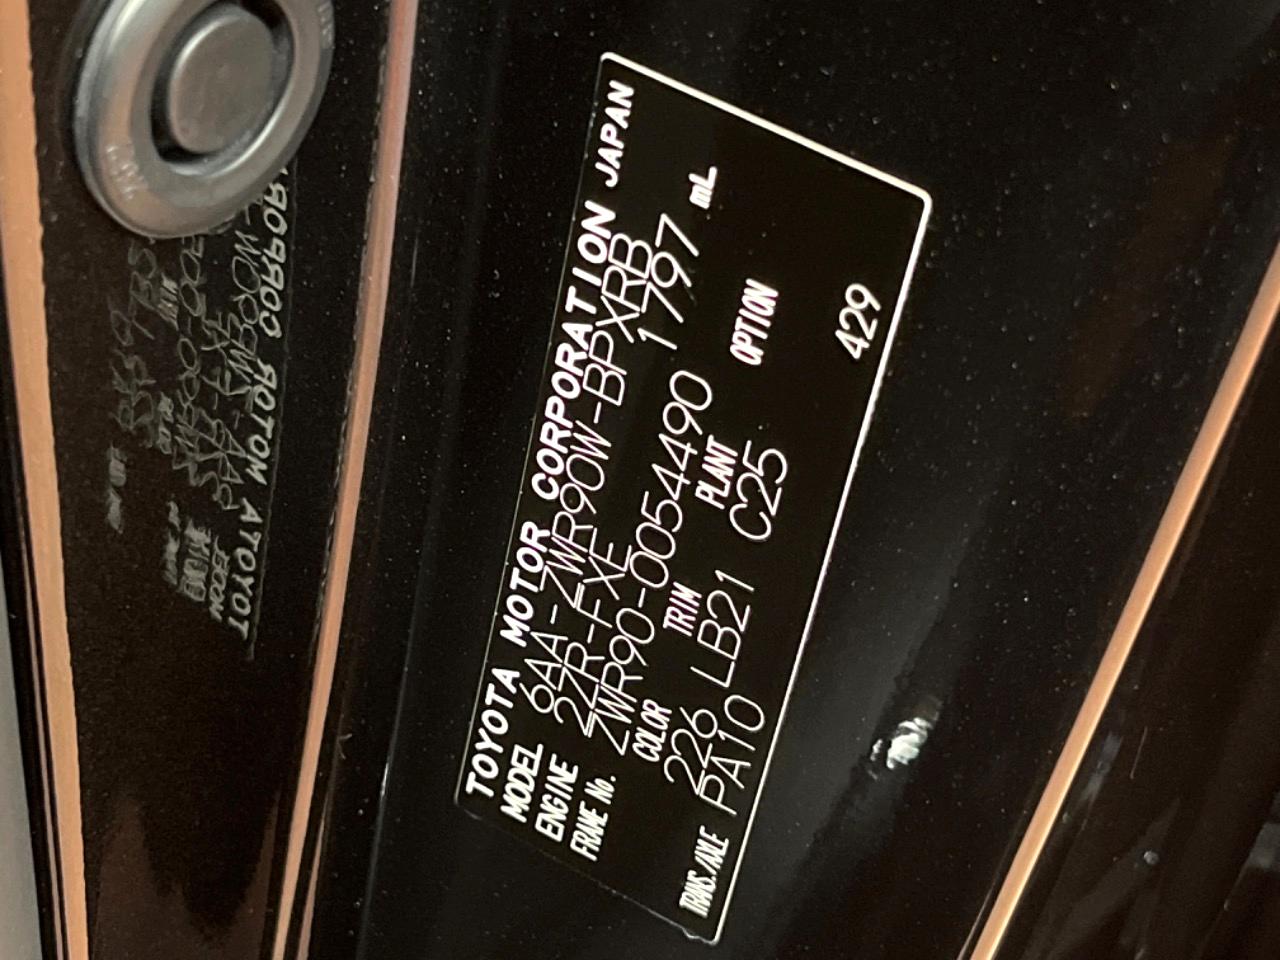 TOYOTA MOTOR CORPORATION JAPAN
MODEL 6AA-ZWR90W-BPXRB
ENGINE 2ZR-FXE 1797 mL
FRAME No. ZWR90-0054490
COLOR TRIM PLANT OPTION
226 LB21 C25
TRANS./AXLE PA10 429